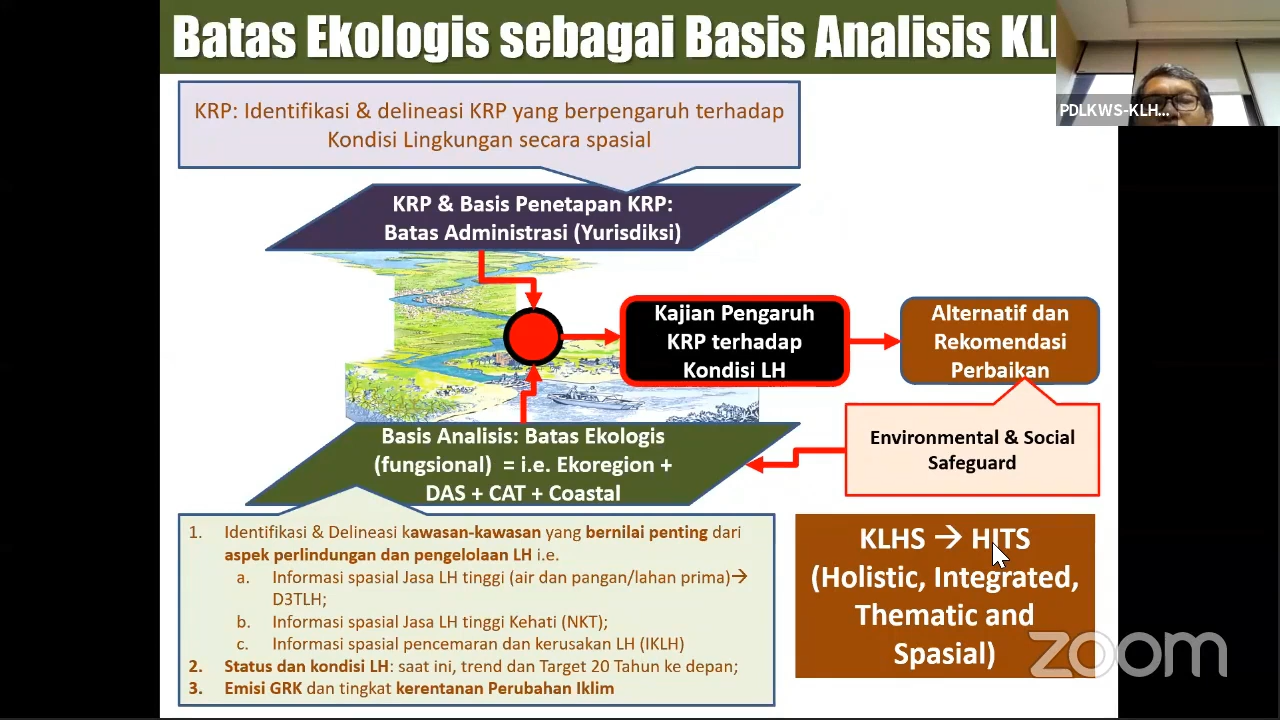 Batas Ekologis sebagai Basis Analisis
PDLKWS-KLH...
KRP: Identifikasi & delineasi KRP yang berpengaruh terhadap
Kondisi Lingkungan secara spasial
KRP & Basis Penetapan KRP:
Batas Administrasi (Yurisdiksi)
Kajian Pengaruh
KRP terhadap
Kondisi LH
Alternatif dan
Rekomendasi
Perbaikan
Basis Analisis: Batas Ekologis
(fungsional) = i.e. Ekoregion +
DAS + CAT + Coastal
Environmental & Social
Safeguard
1. Identifikasi & Delineasi kawasan-kawasan yang bernilai penting dari
aspek perlindungan dan pengelolaan LH i.e.
a. Informasi spasial Jasa LH tinggi (air dan pangan/lahan prima)→
D3TLH;
b. Informasi spasial Jasa LH tinggi Kehati (NKT);
c. Informasi spasial pencemaran dan kerusakan LH (IKLH)
2. Status dan kondisi LH: saat ini, trend dan Target 20 Tahun ke depan;
3. Emisi GRK dan tingkat kerentanan Perubahan Iklim
KLHS → HITS
(Holistic, Integrated,
Thematic and
Spasial)
zoom